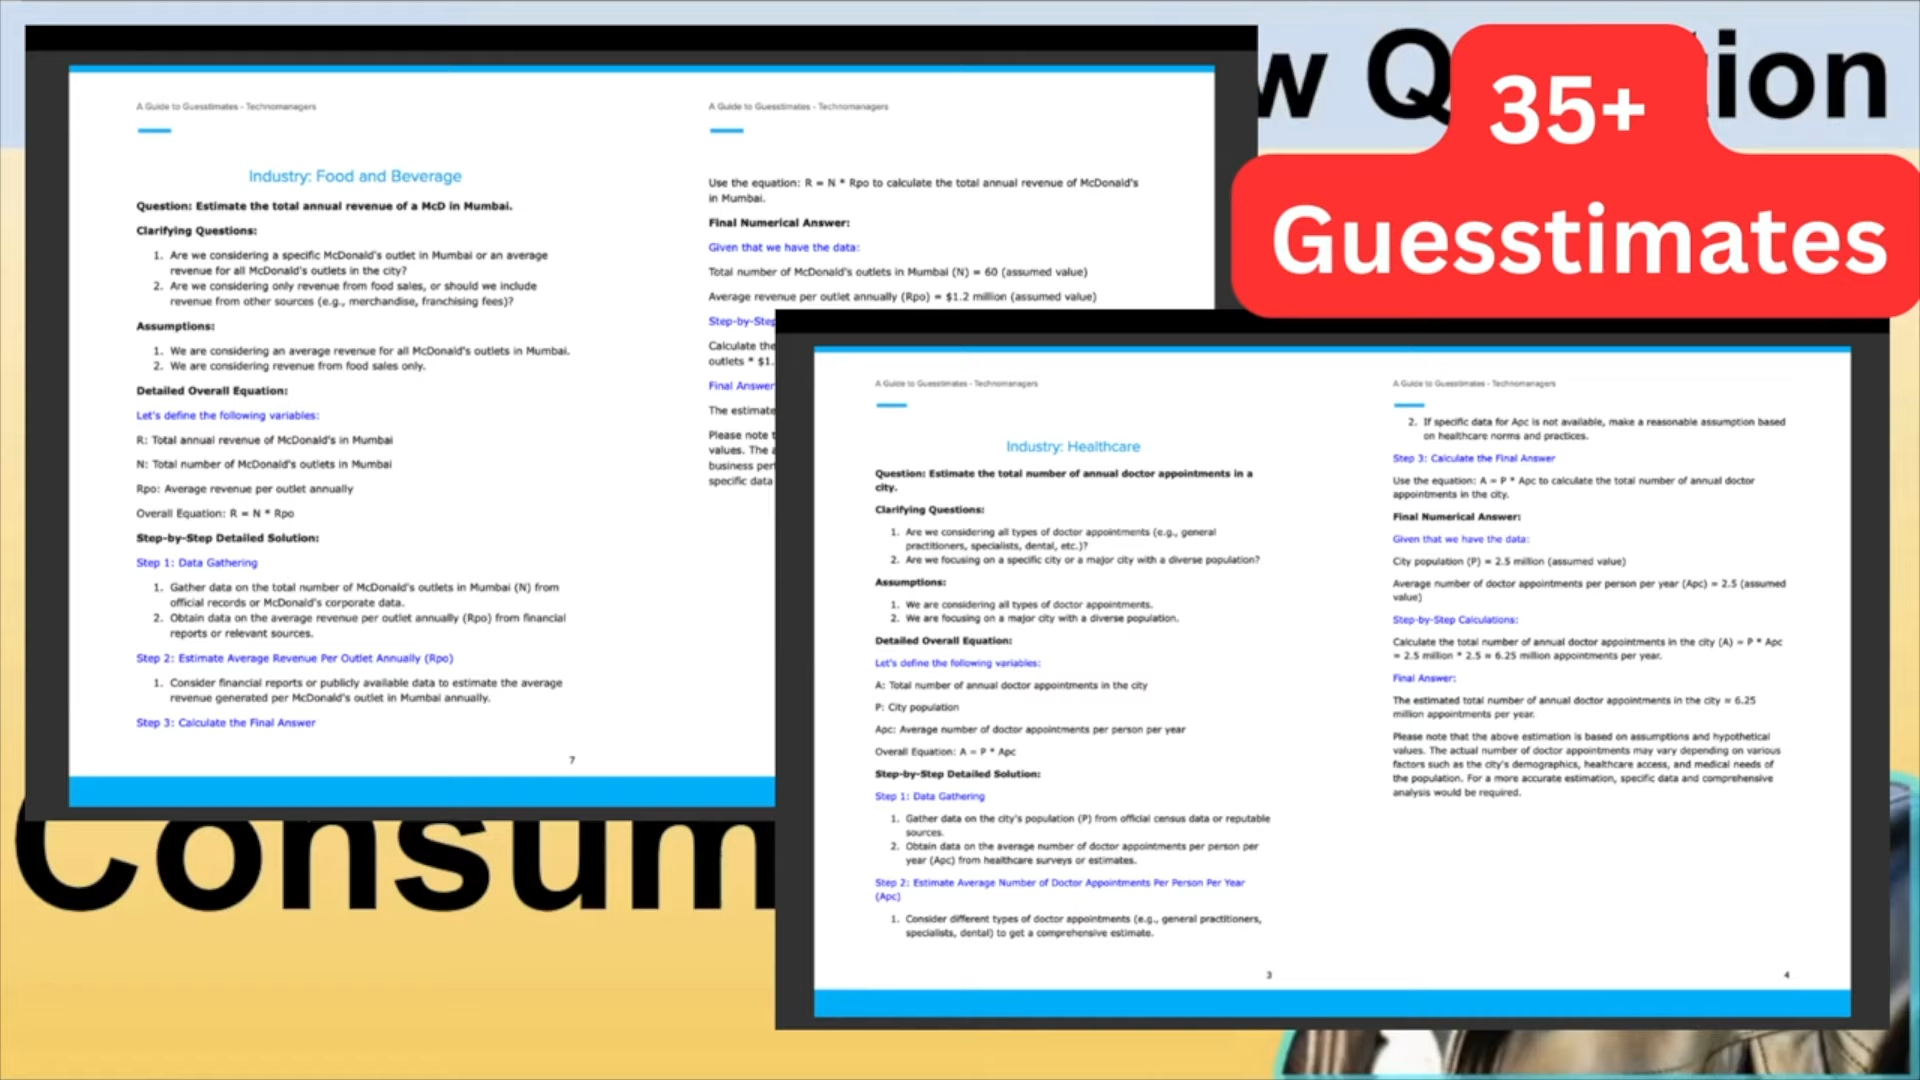 w Q
ion
35+
Guesstimates
A Guide to Guesstimates - Technomanagers
Industry: Food and Beverage
Question: Estimate the total annual revenue of a McD in Mumbai.
Clarifying Questions:
1. Are we considering a specific McDonald's outlet in Mumbai or an average
revenue for all McDonald's outlets in the city?
2. Are we considering only revenue from food sales, or should we include
revenue from other sources (e.g., merchandise, franchising fees)?
Assumptions:
1. We are considering an average revenue for all McDonald's outlets in Mumbai.
2. We are considering revenue from food sales only.
Detailed Overall Equation:
Let's define the following variables:
R: Total annual revenue of McDonald's in Mumbai
N: Total number of McDonald's outlets in Mumbai
Rpo: Average revenue per outlet annually
Overall Equation: R = N * Rpo
Step-by-Step Detailed Solution:
Step 1: Data Gathering
1. Gather data on the total number of McDonald's outlets in Mumbai (N) from
official records or McDonald's corporate data.
2. Obtain data on the average revenue per outlet annually (Rpo) from financial
reports or relevant sources.
Step 2: Estimate Average Revenue Per Outlet Annually (Rpo)
1. Consider financial reports or publicly available data to estimate the average
revenue generated per McDonald's outlet in Mumbai annually.
Step 3: Calculate the Final Answer
7
A Guide to Guesstimates - Technomanagers
Use the equation: R = N * Rpo to calculate the total annual revenue of McDonald's
in Mumbai.
Final Numerical Answer:
Given that we have the data:
Total number of McDonald's outlets in Mumbai (N) = 60 (assumed value)
Average revenue per outlet annually (Rpo) = $1.2 million (assumed value)
Step-by-Step
Calculate the
outlets * $1.
Final Answer
The estimate
Please note t
values. The a
business per
specific data
A Guide to Guesstimates - Technomanagers
Industry: Healthcare
Question: Estimate the total number of annual doctor appointments in a
city.
Clarifying Questions:
1. Are we considering all types of doctor appointments (e.g., general
practitioners, specialists, dental, etc.)?
2. Are we focusing on a specific city or a major city with a diverse population?
Assumptions:
1. We are considering all types of doctor appointments.
2. We are focusing on a major city with a diverse population.
Detailed Overall Equation:
Let's define the following variables:
A: Total number of annual doctor appointments in the city
P: City population
Apc: Average number of doctor appointments per person per year
Overall Equation: A = P * Apc
Step-by-Step Detailed Solution:
Step 1: Data Gathering
1. Gather data on the city's population (P) from official census data or reputable
sources.
2. Obtain data on the average number of doctor appointments per person per
year (Apc) from healthcare surveys or estimates.
Step 2: Estimate Average Number of Doctor Appointments Per Person Per Year
(Apc)
1. Consider different types of doctor appointments (e.g., general practitioners,
specialists, dental) to get a comprehensive estimate.
3
A Guide to Guesstimates - Technomanagers
2. If specific data for Apc is not available, make a reasonable assumption based
on healthcare norms and practices.
Step 3: Calculate the Final Answer
Use the equation: A = P * Apc to calculate the total number of annual doctor
appointments in the city.
Final Numerical Answer:
Given that we have the data:
City population (P) = 2.5 million (assumed value)
Average number of doctor appointments per person per year (Apc) = 2.5 (assumed
value)
Step-by-Step Calculations:
Calculate the total number of annual doctor appointments in the city (A) = P * Apc
= 2.5 million * 2.5 = 6.25 million appointments per year.
Final Answer:
The estimated total number of annual doctor appointments in the city ≈ 6.25
million appointments per year.
Please note that the above estimation is based on assumptions and hypothetical
values. The actual number of doctor appointments may vary depending on various
factors such as the city's demographics, healthcare access, and medical needs of
the population. For a more accurate estimation, specific data and comprehensive
analysis would be required.
4
Consum